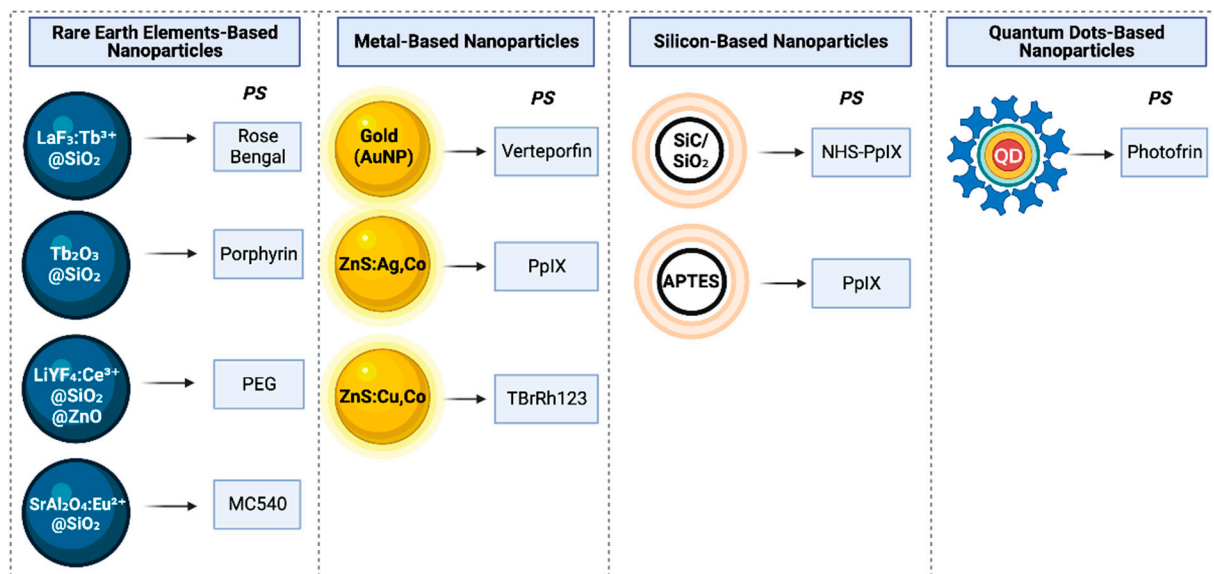 Rare Earth Elements-Based
Nanoparticles
PS
LaF₃:Tb³⁺
@SiO₂
Rose
Bengal
Tb₂O₃
@SiO₂
Porphyrin
LiYF₄:Ce³⁺
@SiO₂
@ZnO
PEG
SrAl₂O₄:Eu²⁺
@SiO₂
MC540
Metal-Based Nanoparticles
PS
Gold
(AuNP)
Verteporfin
ZnS:Ag,Co
PpIX
ZnS:Cu,Co
TBrRh123
Silicon-Based Nanoparticles
PS
SiC/
SiO₂
NHS-PpIX
APTES
PpIX
Quantum Dots-Based
Nanoparticles
PS
QD
Photofrin